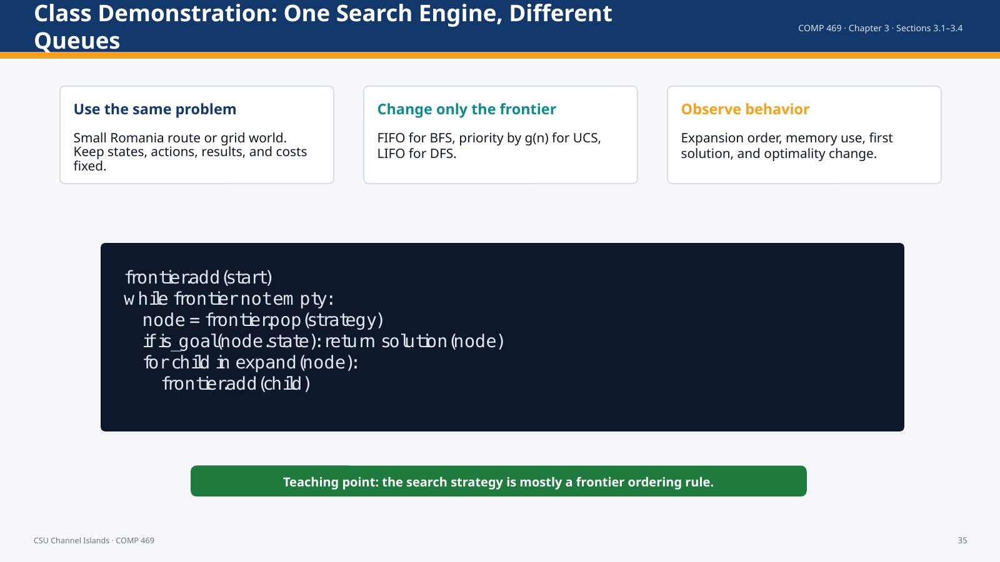 Class Demonstration: One Search Engine, Different
Queues
COMP 469 · Chapter 3 · Sections 3.1–3.4
Use the same problem
Small Romania route or grid world.
Keep states, actions, results, and costs
fixed.
Change only the frontier
FIFO for BFS, priority by g(n) for UCS,
LIFO for DFS.
Observe behavior
Expansion order, memory use, first
solution, and optimality change.
frontier.add(start)
while frontier not empty:
    node = frontier.pop(strategy)
    if is_goal(node.state): return solution(node)
    for child in expand(node):
        frontier.add(child)
Teaching point: the search strategy is mostly a frontier ordering rule.
CSU Channel Islands · COMP 469
35